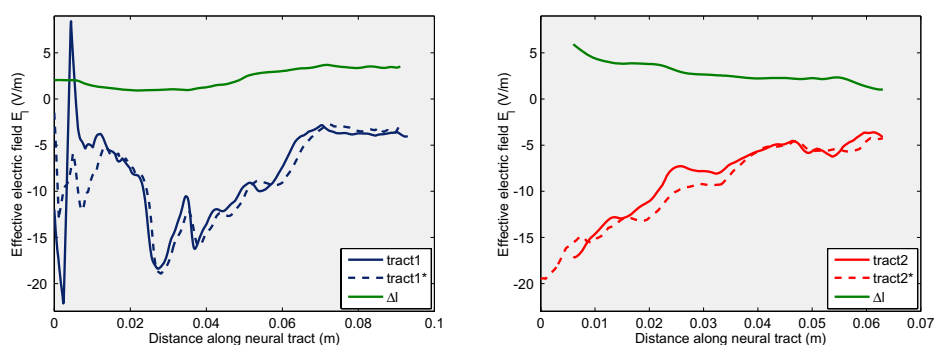 Effective electric field E_l (V/m)
5
0
-5
-10
-15
-20
0
0.02
0.04
0.06
0.08
0.1
Distance along neural tract (m)
tract1
tract1*
Δl
Effective electric field E_l (V/m)
5
0
-5
-10
-15
-20
0
0.01
0.02
0.03
0.04
0.05
0.06
0.07
Distance along neural tract (m)
tract2
tract2*
Δl